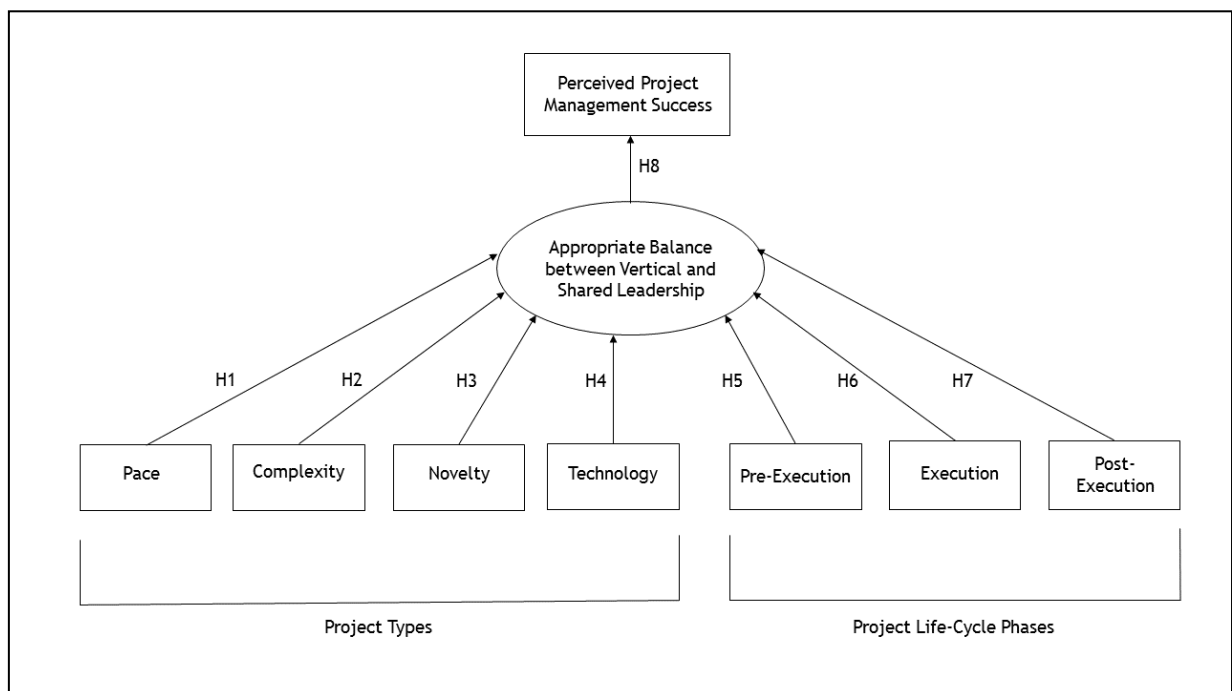 Perceived Project
Management Success
H8
Appropriate Balance
between Vertical and
Shared Leadership
H1
H2
H3
H4
H5
H6
H7
Pace
Complexity
Novelty
Technology
Pre-Execution
Execution
Post-
Execution
Project Types
Project Life-Cycle Phases